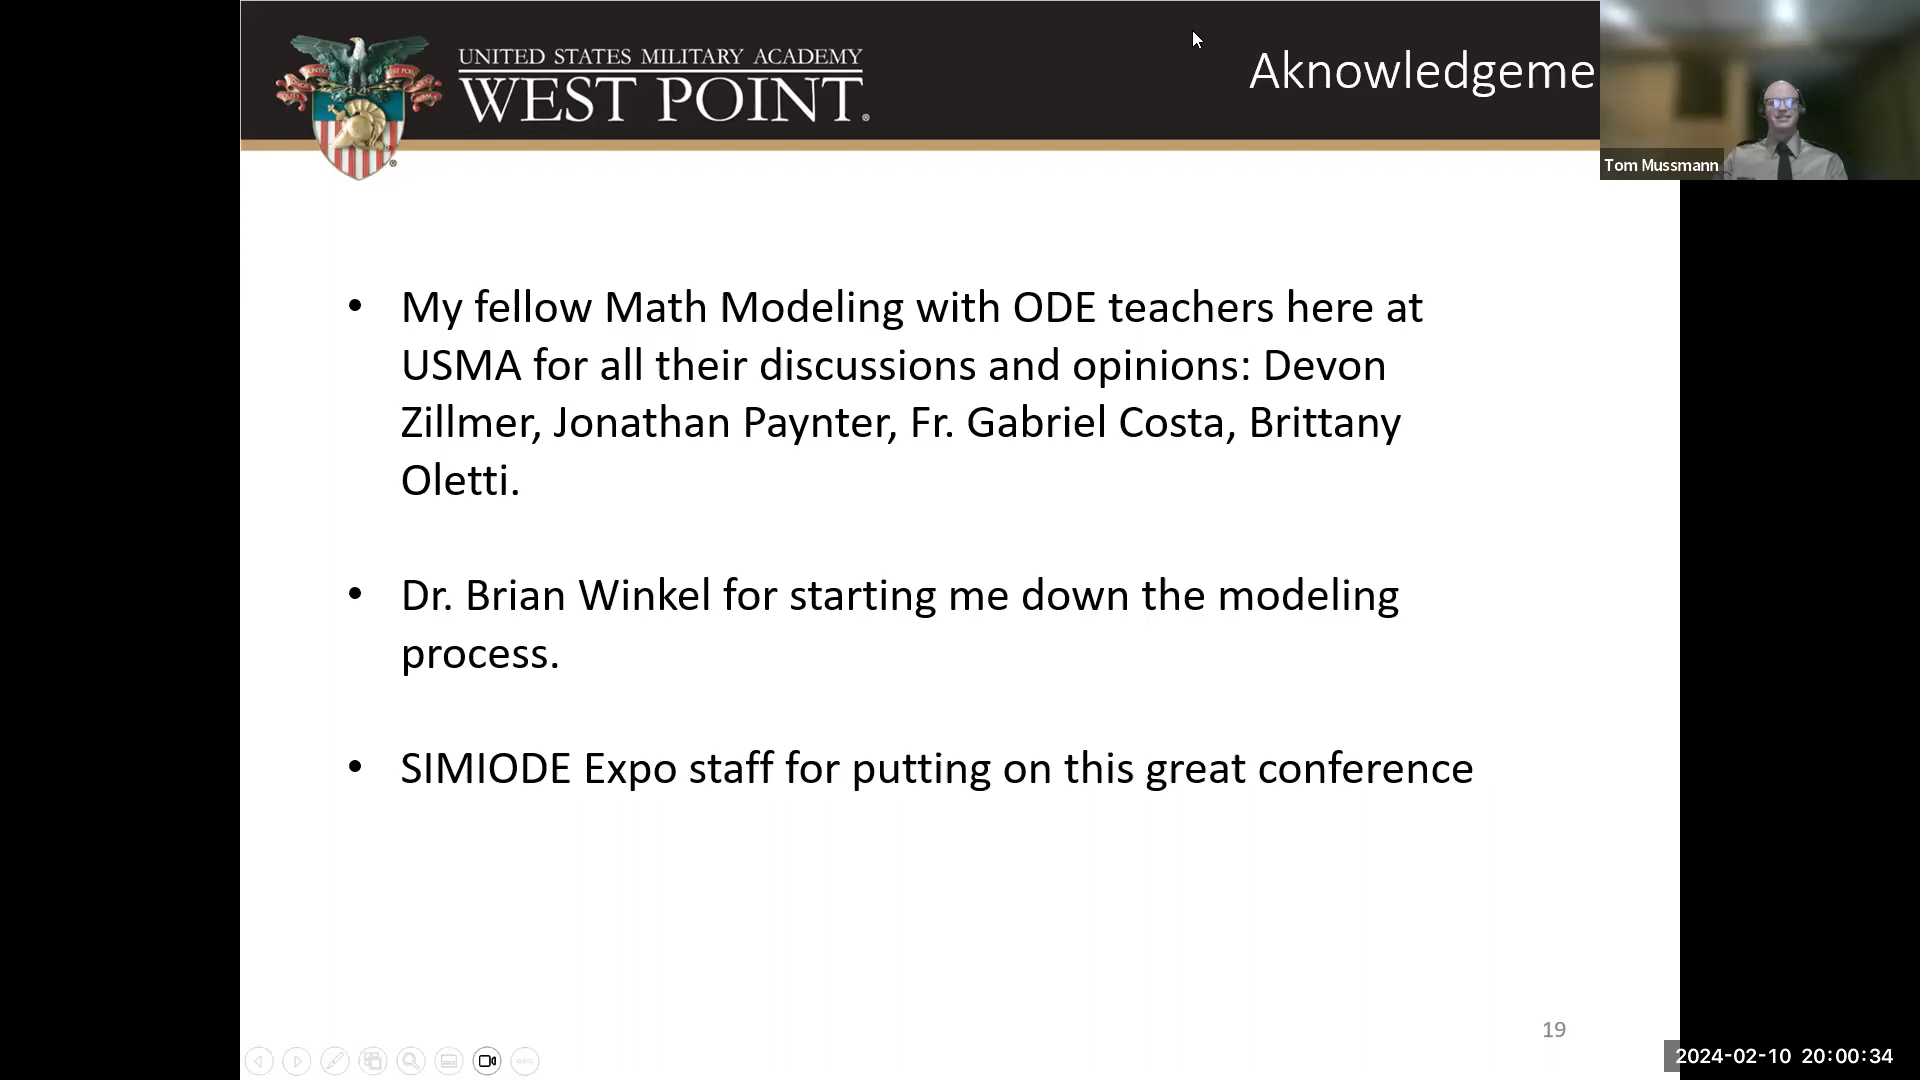 UNITED STATES MILITARY ACADEMY
WEST POINT®
Aknowledgeme
Tom Mussmann
• My fellow Math Modeling with ODE teachers here at
USMA for all their discussions and opinions: Devon
Zillmer, Jonathan Paynter, Fr. Gabriel Costa, Brittany
Oletti.
• Dr. Brian Winkel for starting me down the modeling
process.
• SIMIODE Expo staff for putting on this great conference
19
2024-02-10 20:00:34